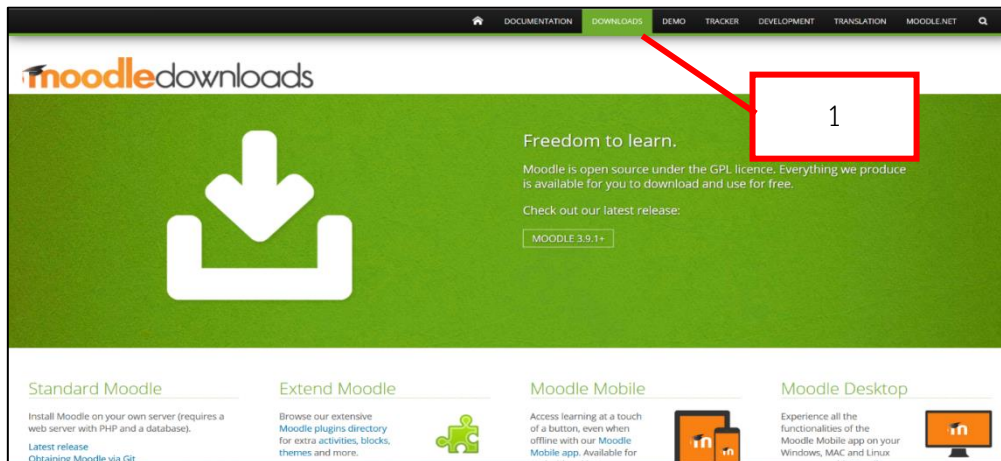 DOCUMENTATION DOWNLOADS DEMO TRACKER DEVELOPMENT TRANSLATION MOODLE.NET
moodledownloads
1
Freedom to learn.
Moodle is open source under the GPL licence. Everything we produce
is available for you to download and use for free.
Check out our latest release:
MOODLE 3.9.1+
Standard Moodle
Install Moodle on your own server (requires a
web server with PHP and a database).
Latest release
Obtaining Moodle via Git
Extend Moodle
Browse our extensive
Moodle plugins directory
for extra activities, blocks,
themes and more.
Moodle Mobile
Access learning at a touch
of a button, even when
offline with our Moodle
Mobile app. Available for
m
Moodle Desktop
Experience all the
functionalities of the
Moodle Mobile app on your
Windows, MAC and Linux
m